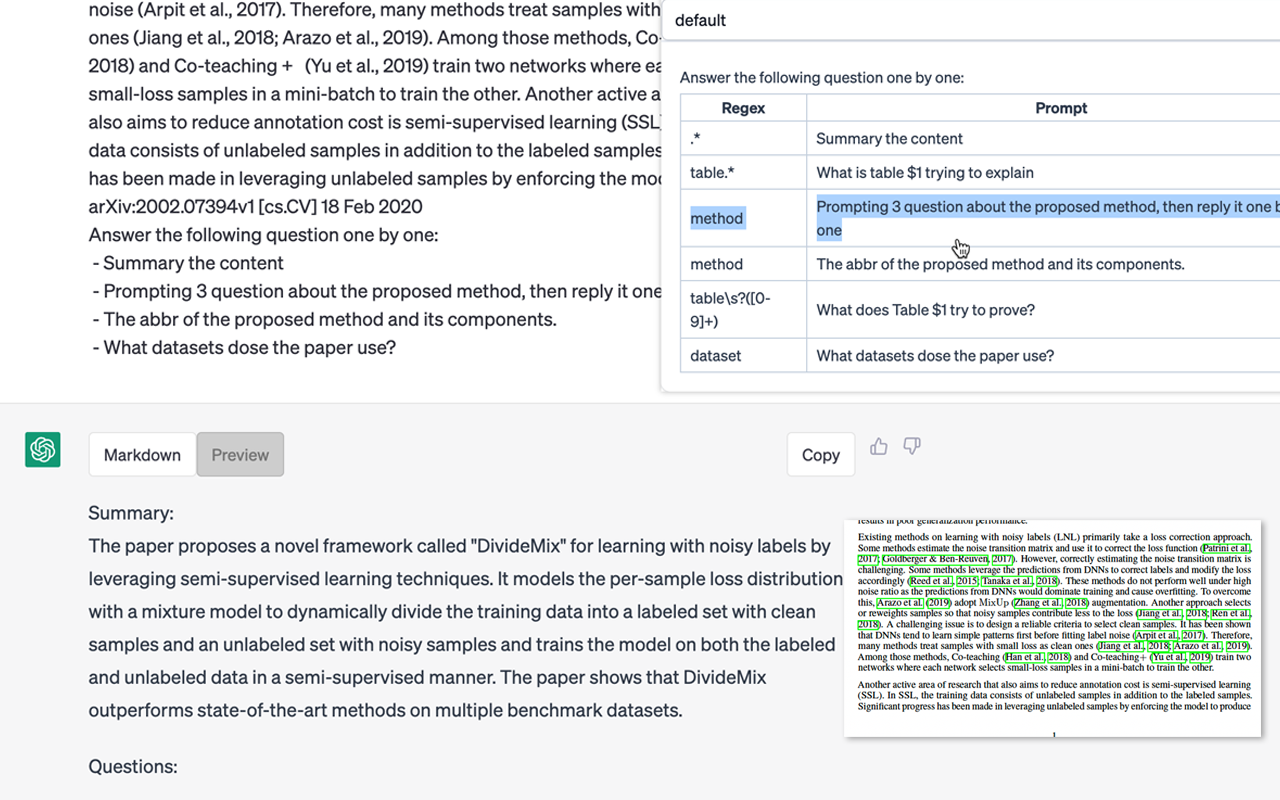 noise (Arpit et al., 2017). Therefore, many methods treat samples with
ones (Jiang et al., 2018; Arazo et al., 2019). Among those methods, Co-
2018) and Co-teaching + (Yu et al., 2019) train two networks where ea
small-loss samples in a mini-batch to train the other. Another active a
also aims to reduce annotation cost is semi-supervised learning (SSL
data consists of unlabeled samples in addition to the labeled samples
has been made in leveraging unlabeled samples by enforcing the mod
arXiv:2002.07394v1 [cs.CV] 18 Feb 2020
Answer the following question one by one:
- Summary the content
- Prompting 3 question about the proposed method, then reply it one
- The abbr of the proposed method and its components.
- What datasets dose the paper use?
default
Answer the following question one by one:
Regex Prompt
.* Summary the content
table.* What is table $1 trying to explain
method Prompting 3 question about the proposed method, then reply it one b
one
method The abbr of the proposed method and its components.
table\s?([0-
9]+) What does Table $1 try to prove?
dataset What datasets dose the paper use?
Markdown Preview Copy
Summary:
The paper proposes a novel framework called "DivideMix" for learning with noisy labels by
leveraging semi-supervised learning techniques. It models the per-sample loss distribution
with a mixture model to dynamically divide the training data into a labeled set with clean
samples and an unlabeled set with noisy samples and trains the model on both the labeled
and unlabeled data in a semi-supervised manner. The paper shows that DivideMix
outperforms state-of-the-art methods on multiple benchmark datasets.
Questions:
results in poor generalization performance.
Existing methods on learning with noisy labels (LNL) primarily take a loss correction approach.
Some methods estimate the noise transition matrix and use it to correct the loss function (Patrini et al.,
2017; Goldberger & Ben-Reuven, 2017). However, correctly estimating the noise transition matrix is
challenging. Some methods leverage the predictions from DNNs to correct labels and modify the loss
accordingly (Reed et al., 2015; Tanaka et al., 2018). These methods do not perform well under high
noise ratio as the predictions from DNNs would dominate training and cause overfitting. To overcome
this, Arazo et al. (2019) adopt MixUp (Zhang et al., 2018) augmentation. Another approach selects
or reweights samples so that noisy samples contribute less to the loss (Jiang et al., 2018; Ren et al.,
2018). A challenging issue is to design a reliable criteria to select clean samples. It has been shown
that DNNs tend to learn simple patterns first before fitting label noise (Arpit et al., 2017). Therefore,
many methods treat samples with small loss as clean ones (Jiang et al., 2018; Arazo et al., 2019).
Among those methods, Co-teaching (Han et al., 2018) and Co-teaching+ (Yu et al., 2019) train two
networks where each network selects small-loss samples in a mini-batch to train the other.
Another active area of research that also aims to reduce annotation cost is semi-supervised learning
(SSL). In SSL, the training data consists of unlabeled samples in addition to the labeled samples.
Significant progress has been made in leveraging unlabeled samples by enforcing the model to produce